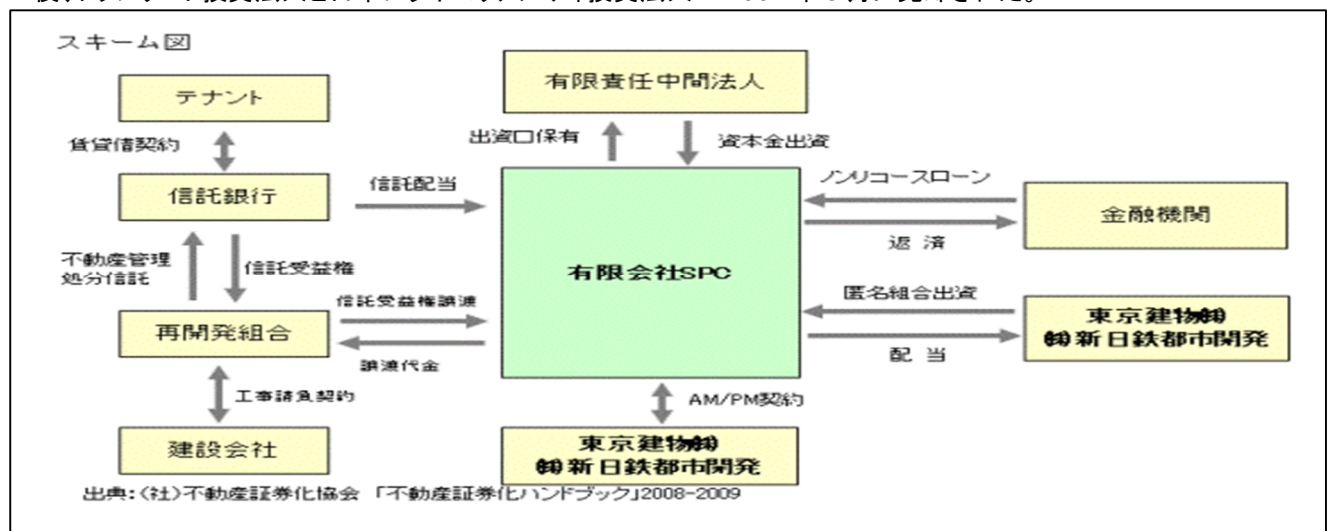 スキーム図
テナント
有限責任中間法人
賃貸借契約
出資口保有
資本金出資
信託銀行
信託配当
ノンリコースローン
金融機関
返済
不動産管理
処分信託
信託受益権
有限会社SPC
信託受益権譲渡
匿名組合出資
再開発組合
東京建物㈱
㈱新日鉄都市開発
譲渡代金
配当
工事請負契約
AM/PM契約
建設会社
東京建物㈱
㈱新日鉄都市開発
出典：（社）不動産証券化協会 「不動産証券化ハンドブック」2008-2009